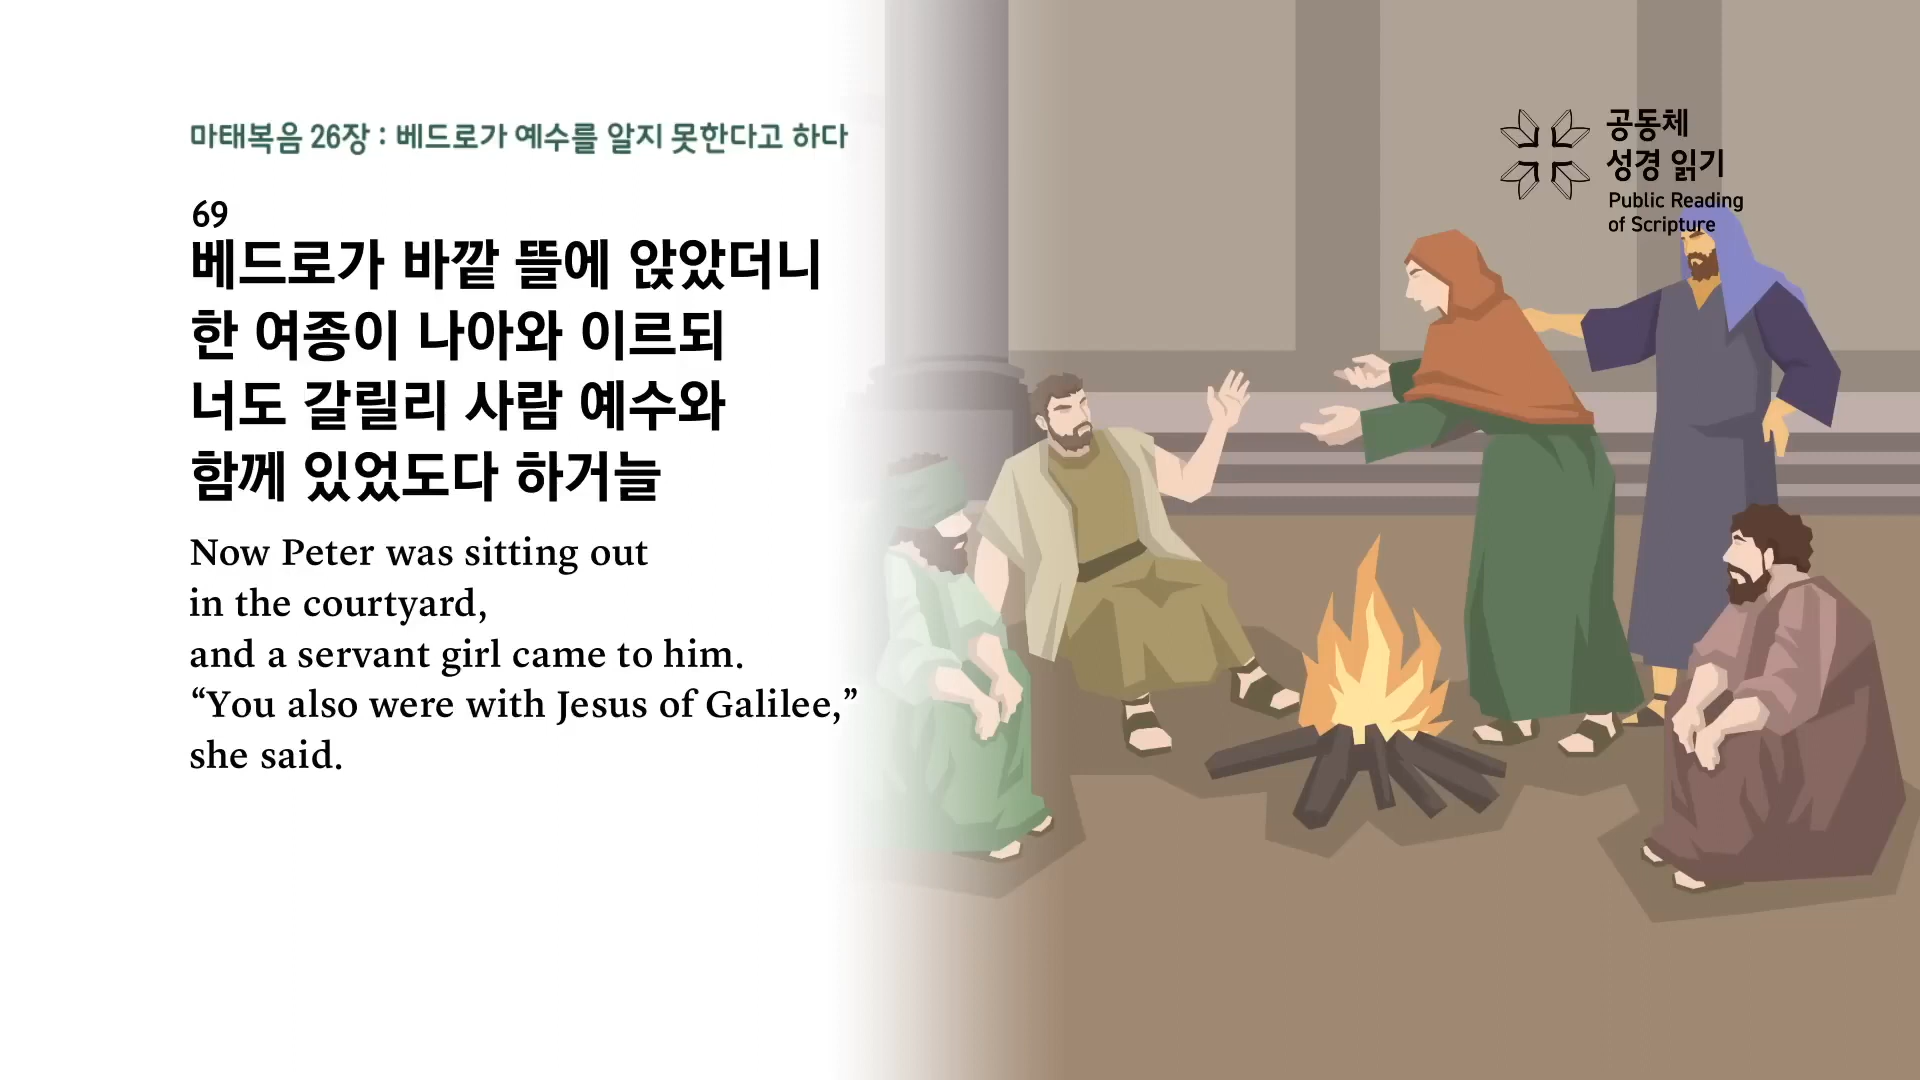 마태복음 26장 : 베드로가 예수를 알지 못한다고 하다
69
베드로가 바깥 뜰에 앉았더니
한 여종이 나아와 이르되
너도 갈릴리 사람 예수와
함께 있었도다 하거늘
Now Peter was sitting out
in the courtyard,
and a servant girl came to him.
“You also were with Jesus of Galilee,”
she said.
공동체
성경 읽기
Public Reading
of Scripture